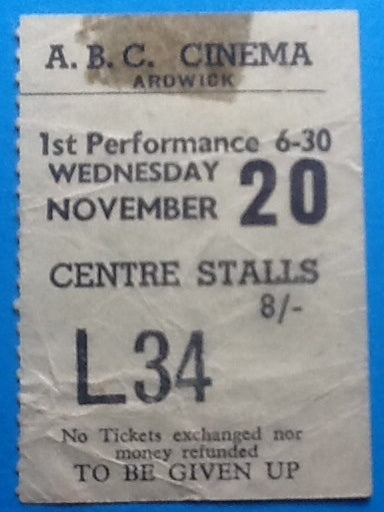 A. B. C. CINEMA
ARDWICK
1st Performance 6-30
WEDNESDAY
NOVEMBER 20
CENTRE STALLS
8/-
L34
No Tickets exchanged nor
money refunded
TO BE GIVEN UP